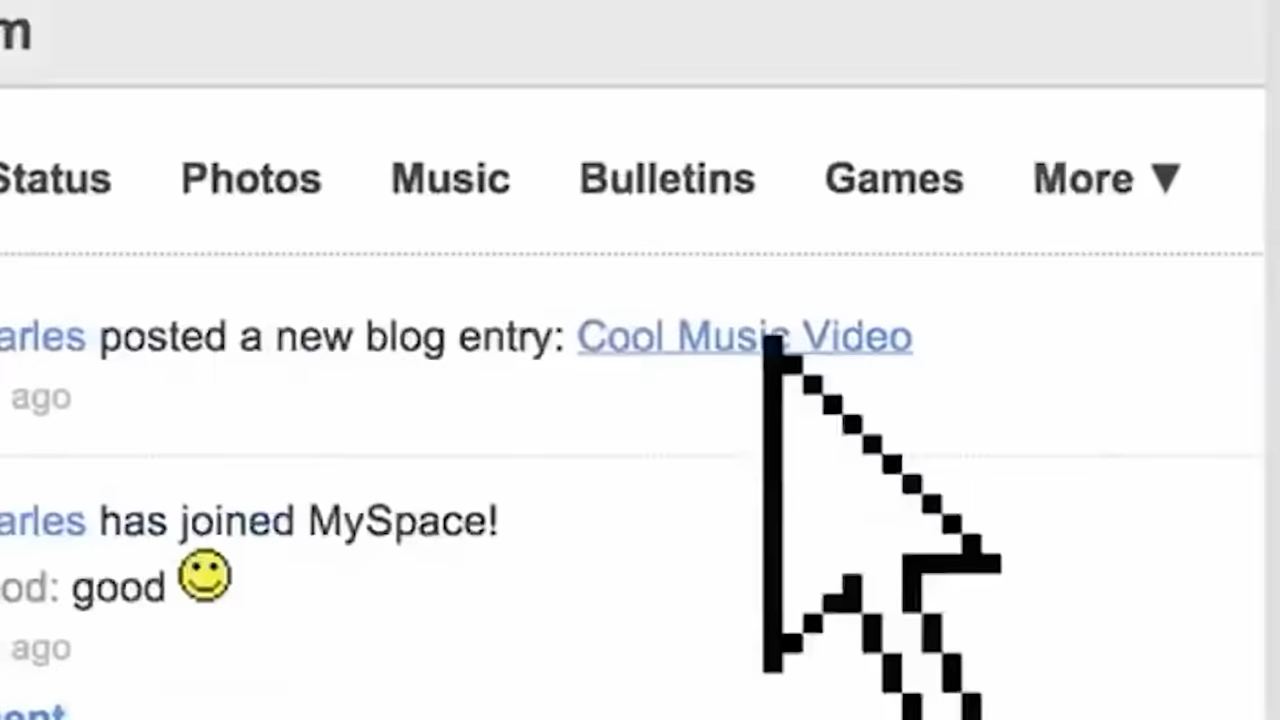 m
Status Photos Music Bulletins Games More ▼
arles posted a new blog entry: Cool Music Video
ago
arles has joined MySpace!
od: good
ago
ent